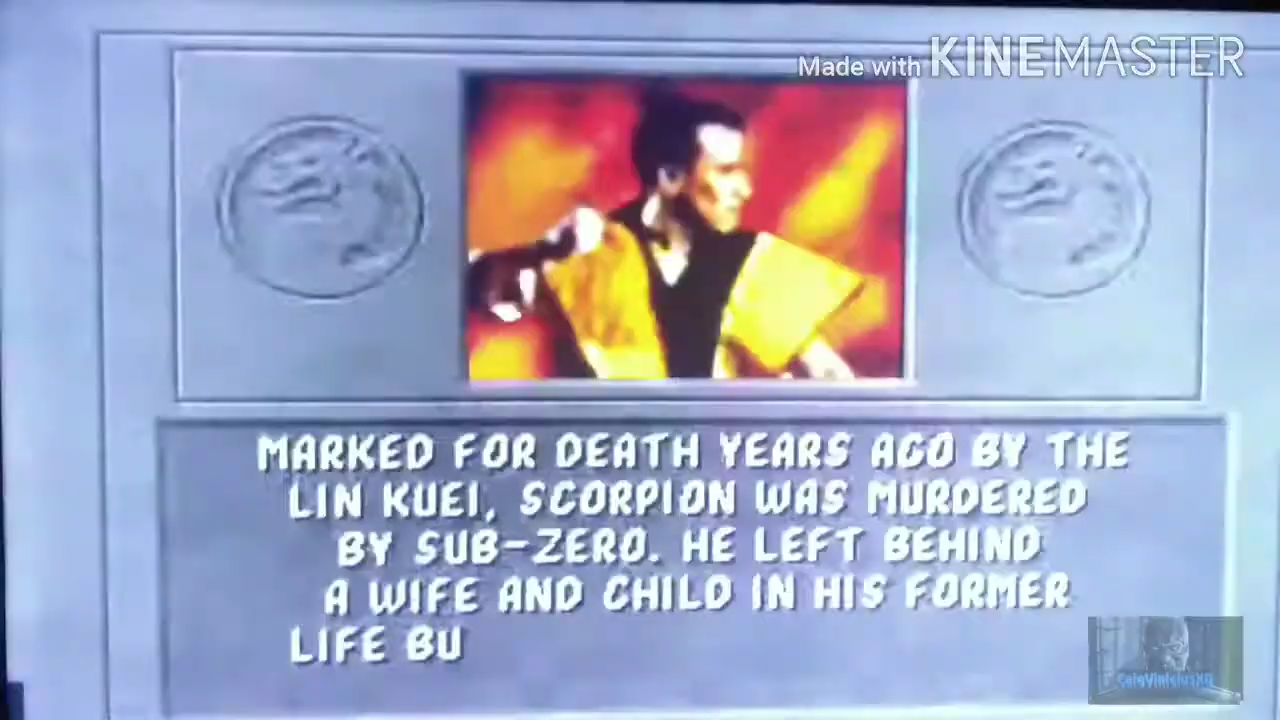 Made with KINEMASTER
MARKED FOR DEATH YEARS AGO BY THE
LIN KUEI, SCORPION WAS MURDERED
BY SUB-ZERO. HE LEFT BEHIND
A WIFE AND CHILD IN HIS FORMER
LIFE BU